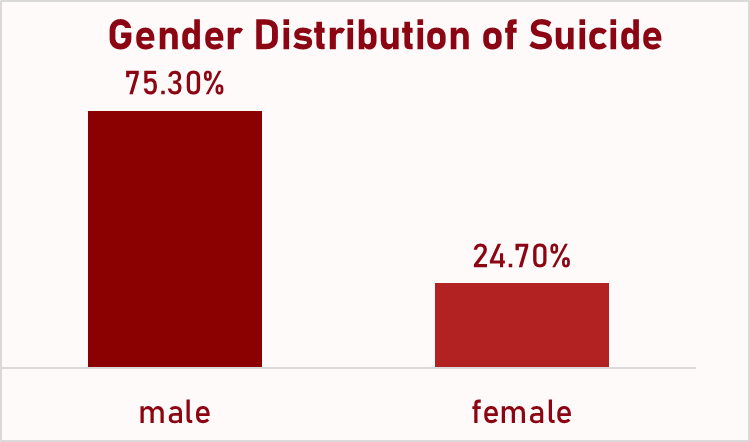 Gender Distribution of Suicide
75.30%
24.70%
male
female